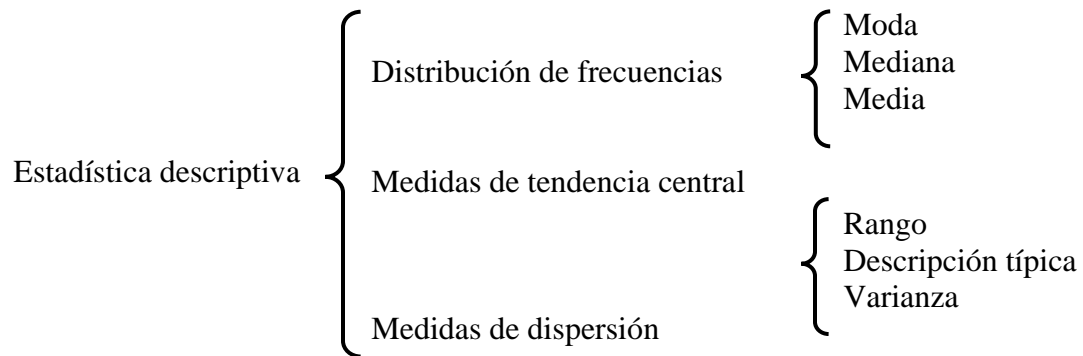 Estadística descriptiva
Distribución de frecuencias
Moda
Mediana
Media
Medidas de tendencia central
Rango
Descripción típica
Varianza
Medidas de dispersión